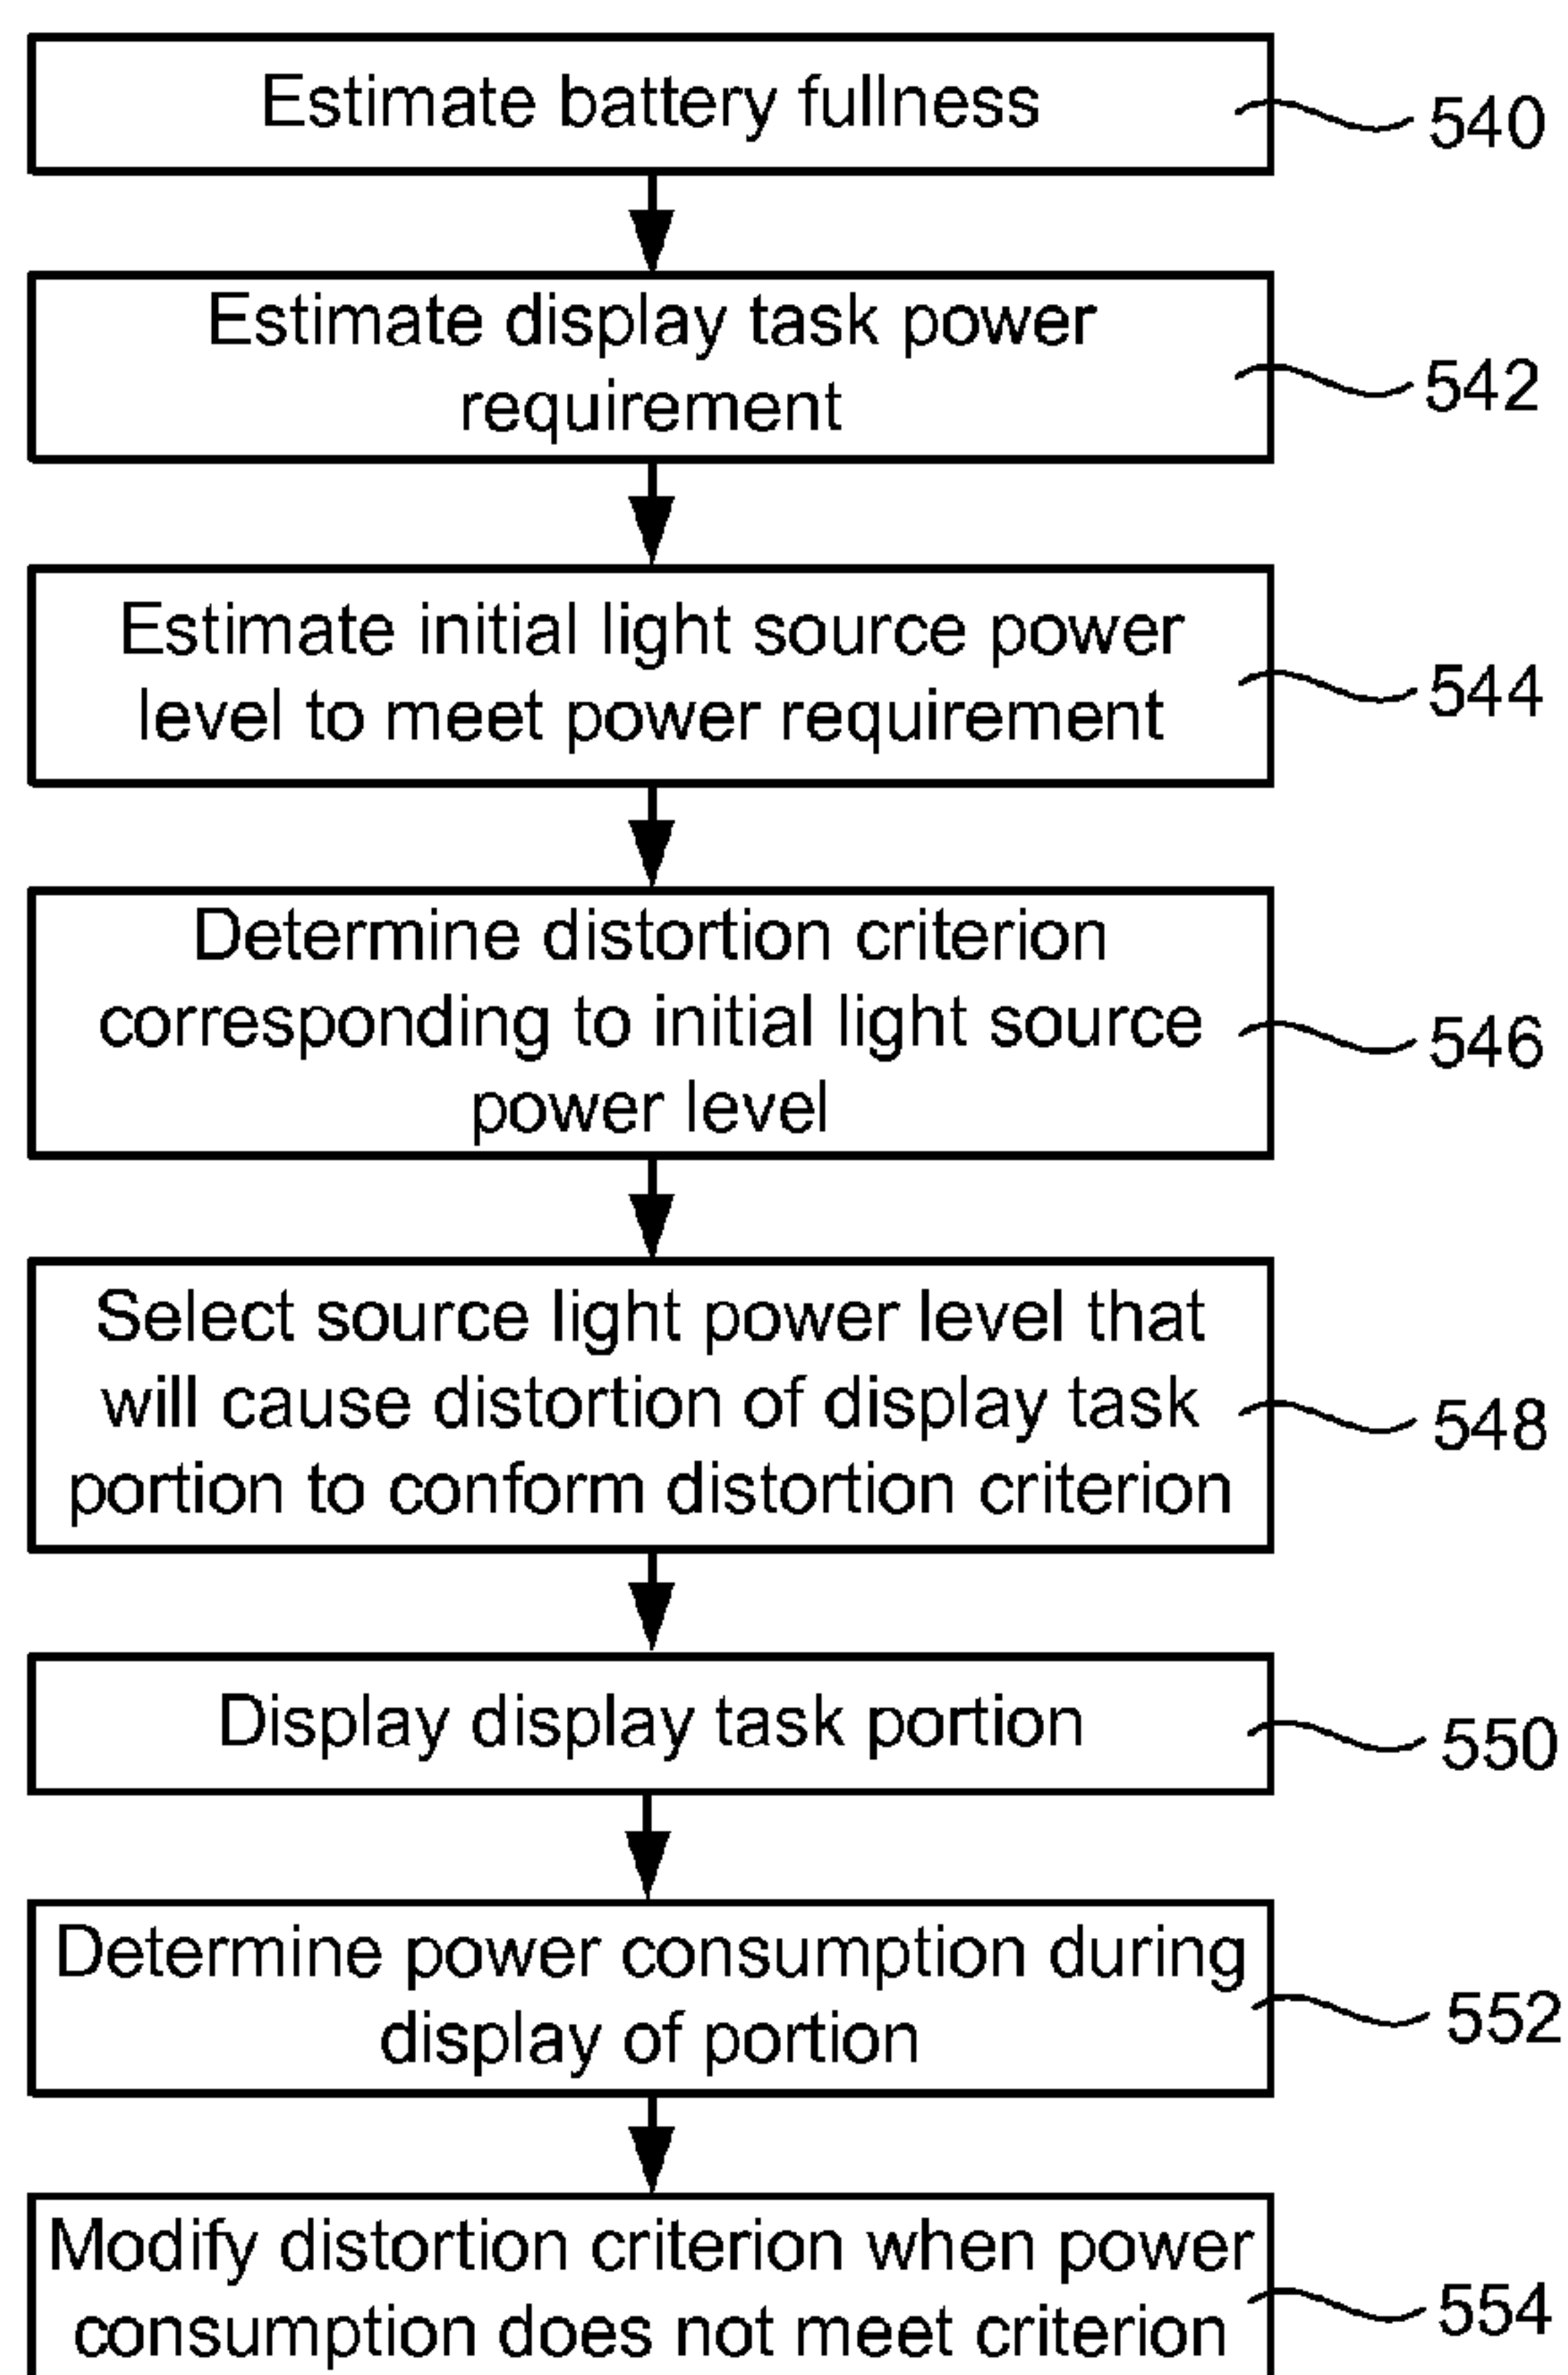 Estimate battery fullness
540
Estimate display task power
requirement
542
Estimate initial light source power
level to meet power requirement
544
Determine distortion criterion
corresponding to initial light source
power level
546
Select source light power level that
will cause distortion of display task
portion to conform distortion criterion
548
Display display task portion
550
Determine power consumption during
display of portion
552
Modify distortion criterion when power
consumption does not meet criterion
554